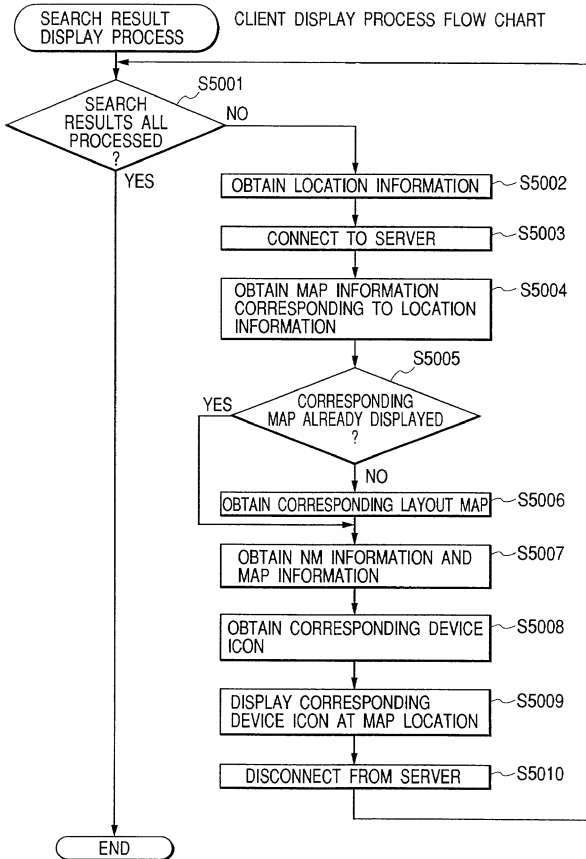 SEARCH RESULT
DISPLAY PROCESS
CLIENT DISPLAY PROCESS FLOW CHART
S5001
SEARCH
RESULTS ALL
PROCESSED
?
NO
YES
OBTAIN LOCATION INFORMATION
S5002
CONNECT TO SERVER
S5003
OBTAIN MAP INFORMATION
CORRESPONDING TO LOCATION
INFORMATION
S5004
S5005
CORRESPONDING
MAP ALREADY DISPLAYED
?
YES
NO
OBTAIN CORRESPONDING LAYOUT MAP
S5006
OBTAIN NM INFORMATION AND
MAP INFORMATION
S5007
OBTAIN CORRESPONDING DEVICE
ICON
S5008
DISPLAY CORRESPONDING
DEVICE ICON AT MAP LOCATION
S5009
DISCONNECT FROM SERVER
S5010
END